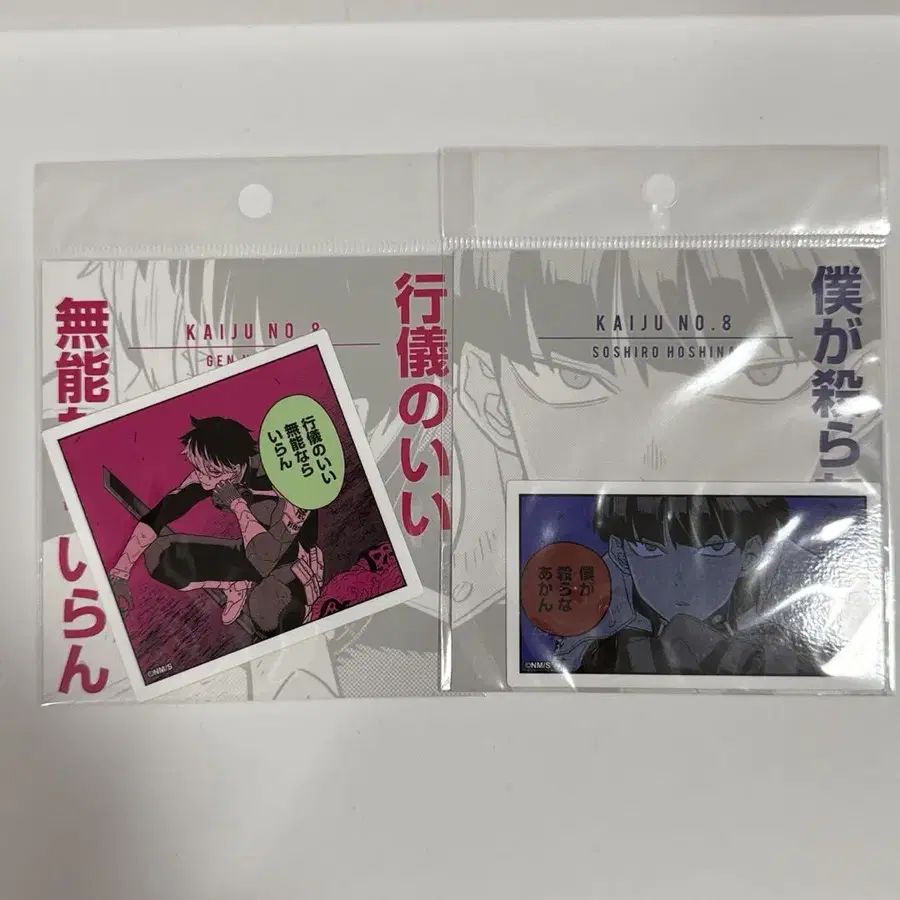 行儀のいい
無能な いらん
KAIJU NO.8
GEN
行儀のいい
無能なら
いらん
©NM/S
僕が殺らな
KAIJU NO.8
SOSHIRO HOSHINA
僕が
殺らな
あかん
©NM/S